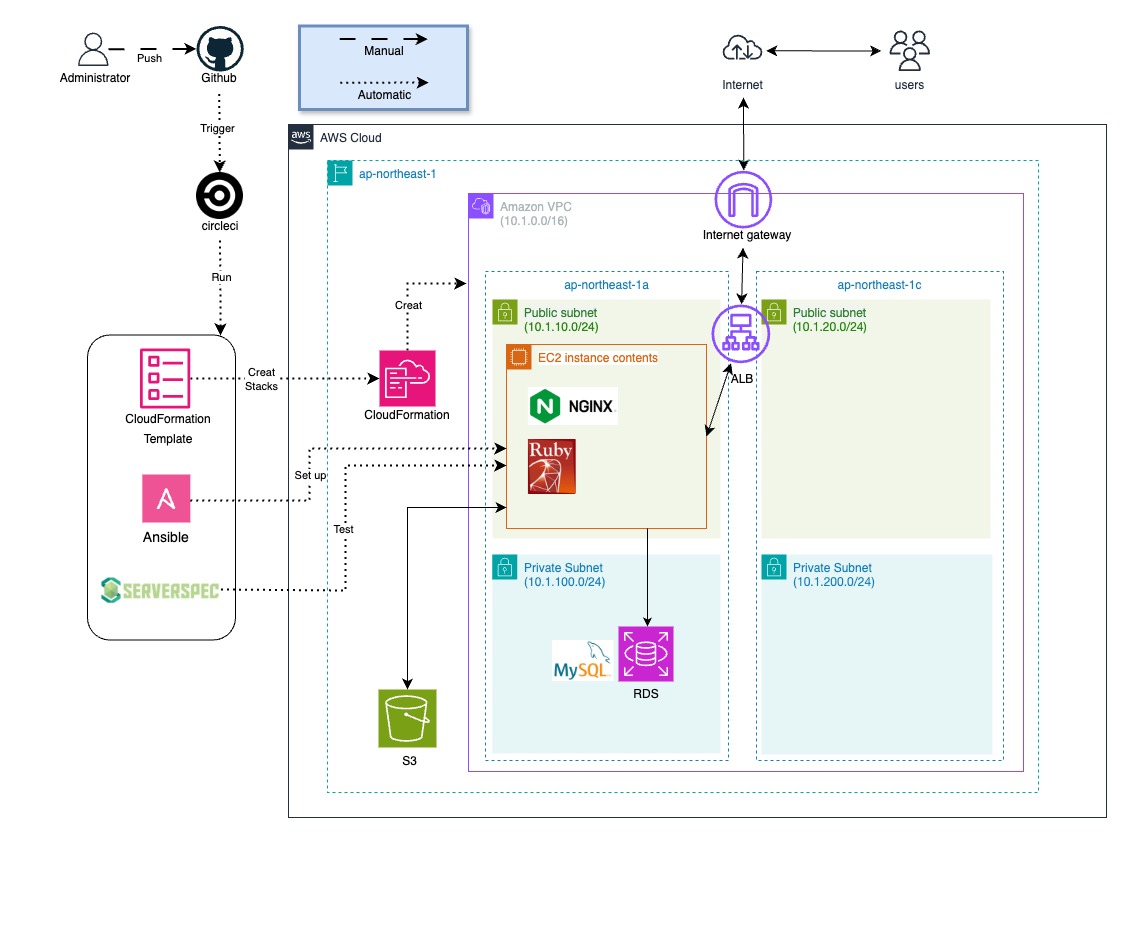 Manual
Automatic
Push
Administrator
Github
Internet
users
Trigger
aws
AWS Cloud
ap-northeast-1
circleci
Amazon VPC
(10.1.0.0/16)
Internet gateway
Run
Creat
ap-northeast-1a
ap-northeast-1c
Public subnet
(10.1.10.0/24)
Public subnet
(10.1.20.0/24)
EC2 instance contents
ALB
Creat
Stacks
CloudFormation
Template
CloudFormation
NGINX
Ruby
Set up
A
Ansible
Test
SERVERSPEC
Private Subnet
(10.1.100.0/24)
Private Subnet
(10.1.200.0/24)
MySQL
RDS
S3